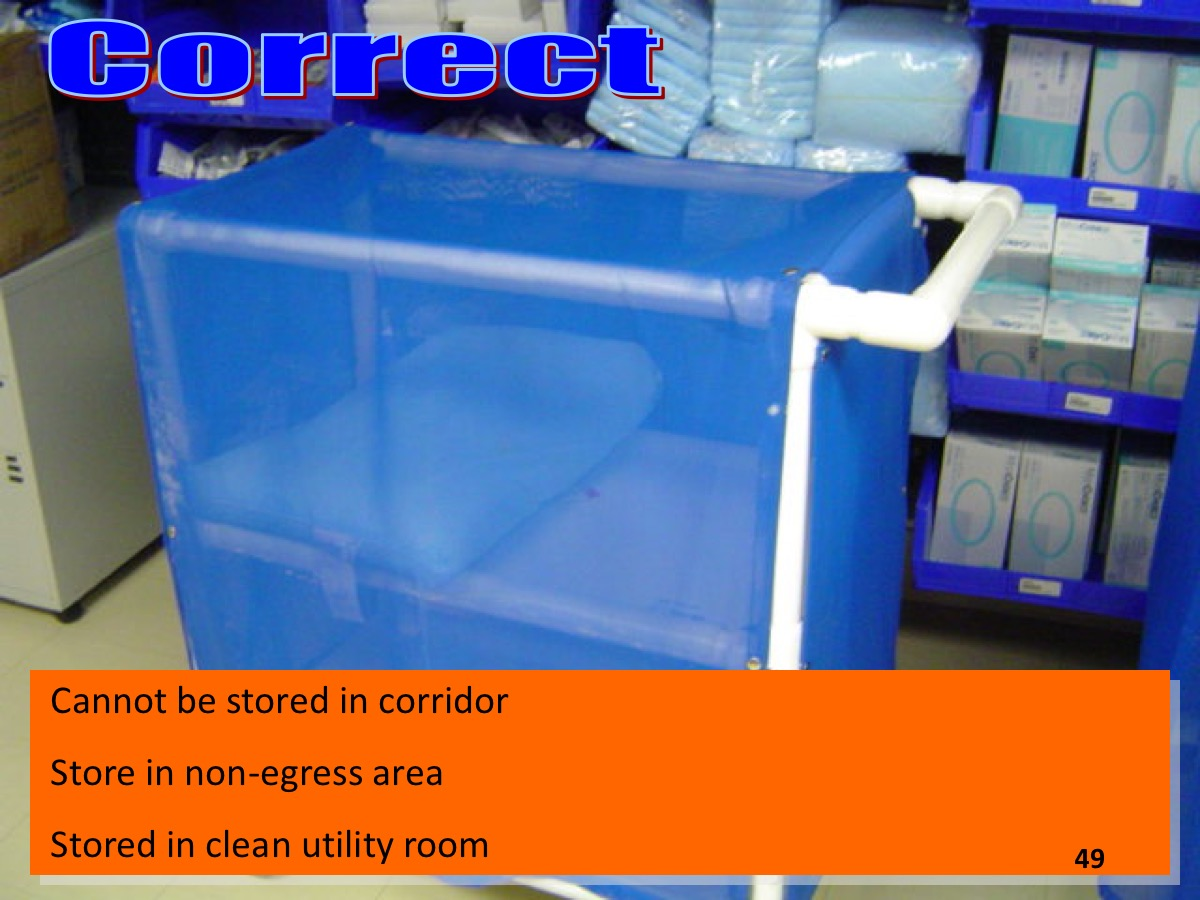 Correct
Cannot be stored in corridor
Store in non-egress area
Stored in clean utility room
49